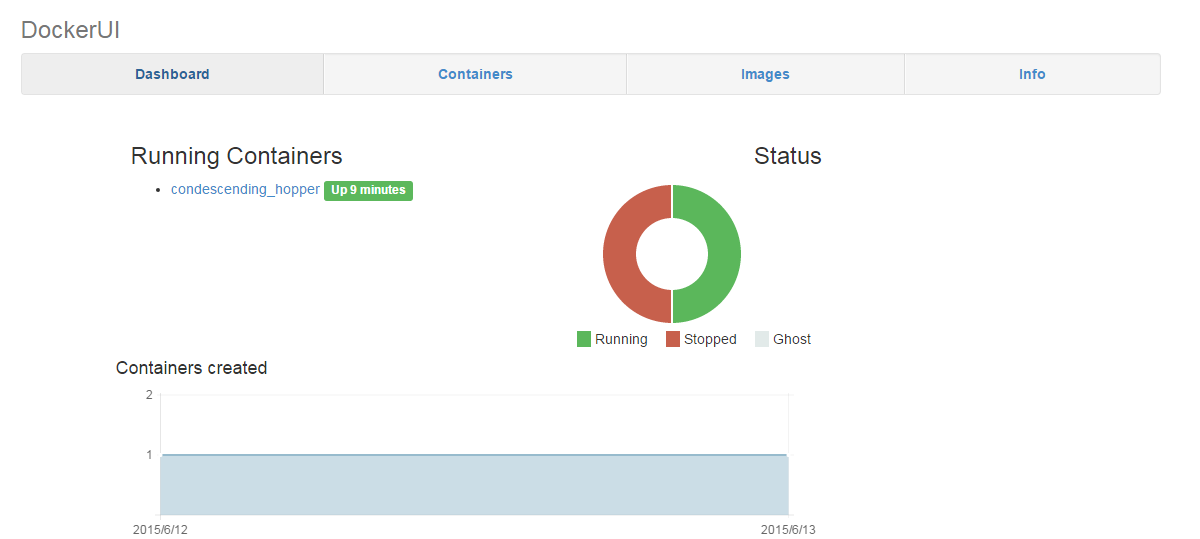 DockerUI
Dashboard Containers Images Info
Running Containers
condescending_hopper Up 9 minutes
Status
Running Stopped Ghost
Containers created
2
1
2015/6/12 2015/6/13